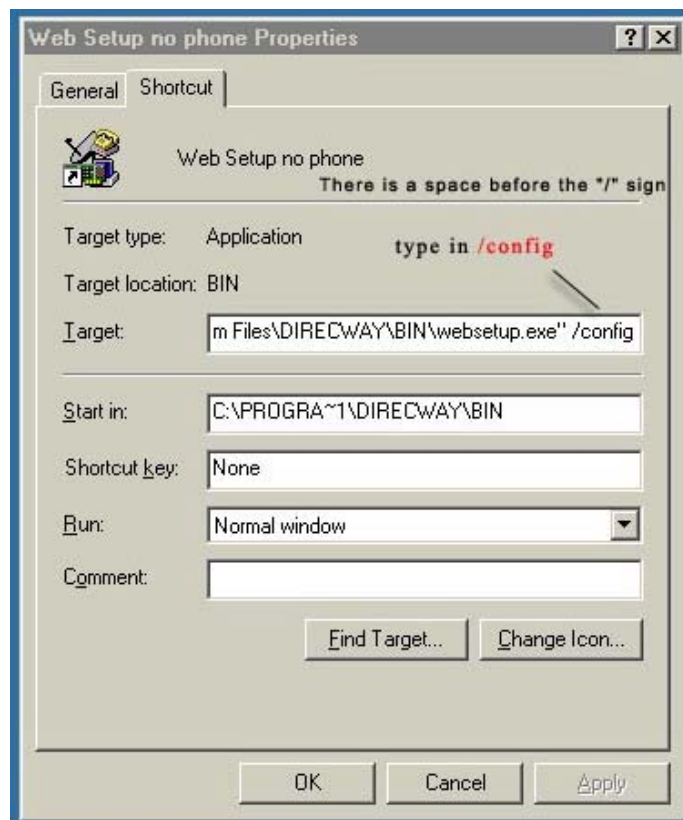 Web Setup no phone Properties
General Shortcut
Web Setup no phone
There is a space before the "/" sign
Target type: Application
type in /config
Target location: BIN
Target: m Files\DIRECWAY\BIN\websetup.exe" /config
Start in: C:\PROGRA~1\DIRECWAY\BIN
Shortcut key: None
Run: Normal window
Comment:
Find Target... Change Icon...
OK Cancel Apply